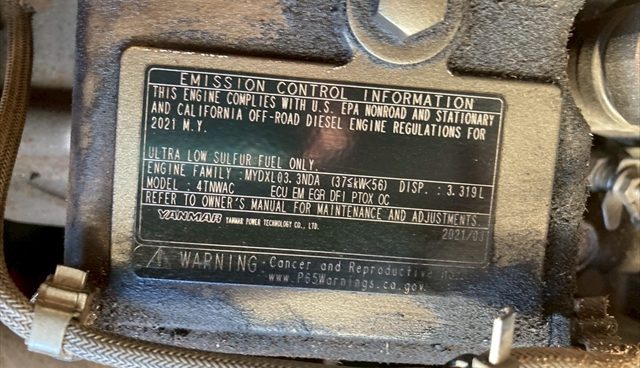 EMISSION CONTROL INFORMATION
THIS ENGINE COMPLIES WITH U.S. EPA NONROAD AND STATIONARY
AND CALIFORNIA OFF-ROAD DIESEL ENGINE REGULATIONS FOR
2021 M.Y.
ULTRA LOW SULFUR FUEL ONLY.
ENGINE FAMILY : MYDXL03.3NDA (37≦kW<56) DISP. : 3.319L
MODEL : 4TNWAC ECU EM EGR DFI PTOX OC
REFER TO OWNER'S MANUAL FOR MAINTENANCE AND ADJUSTMENTS
YANMAR YANMAR POWER TECHNOLOGY CO., LTD.
2021/03
WARNING: Cancer and Reproductive
www.P65Warnings.ca.gov.